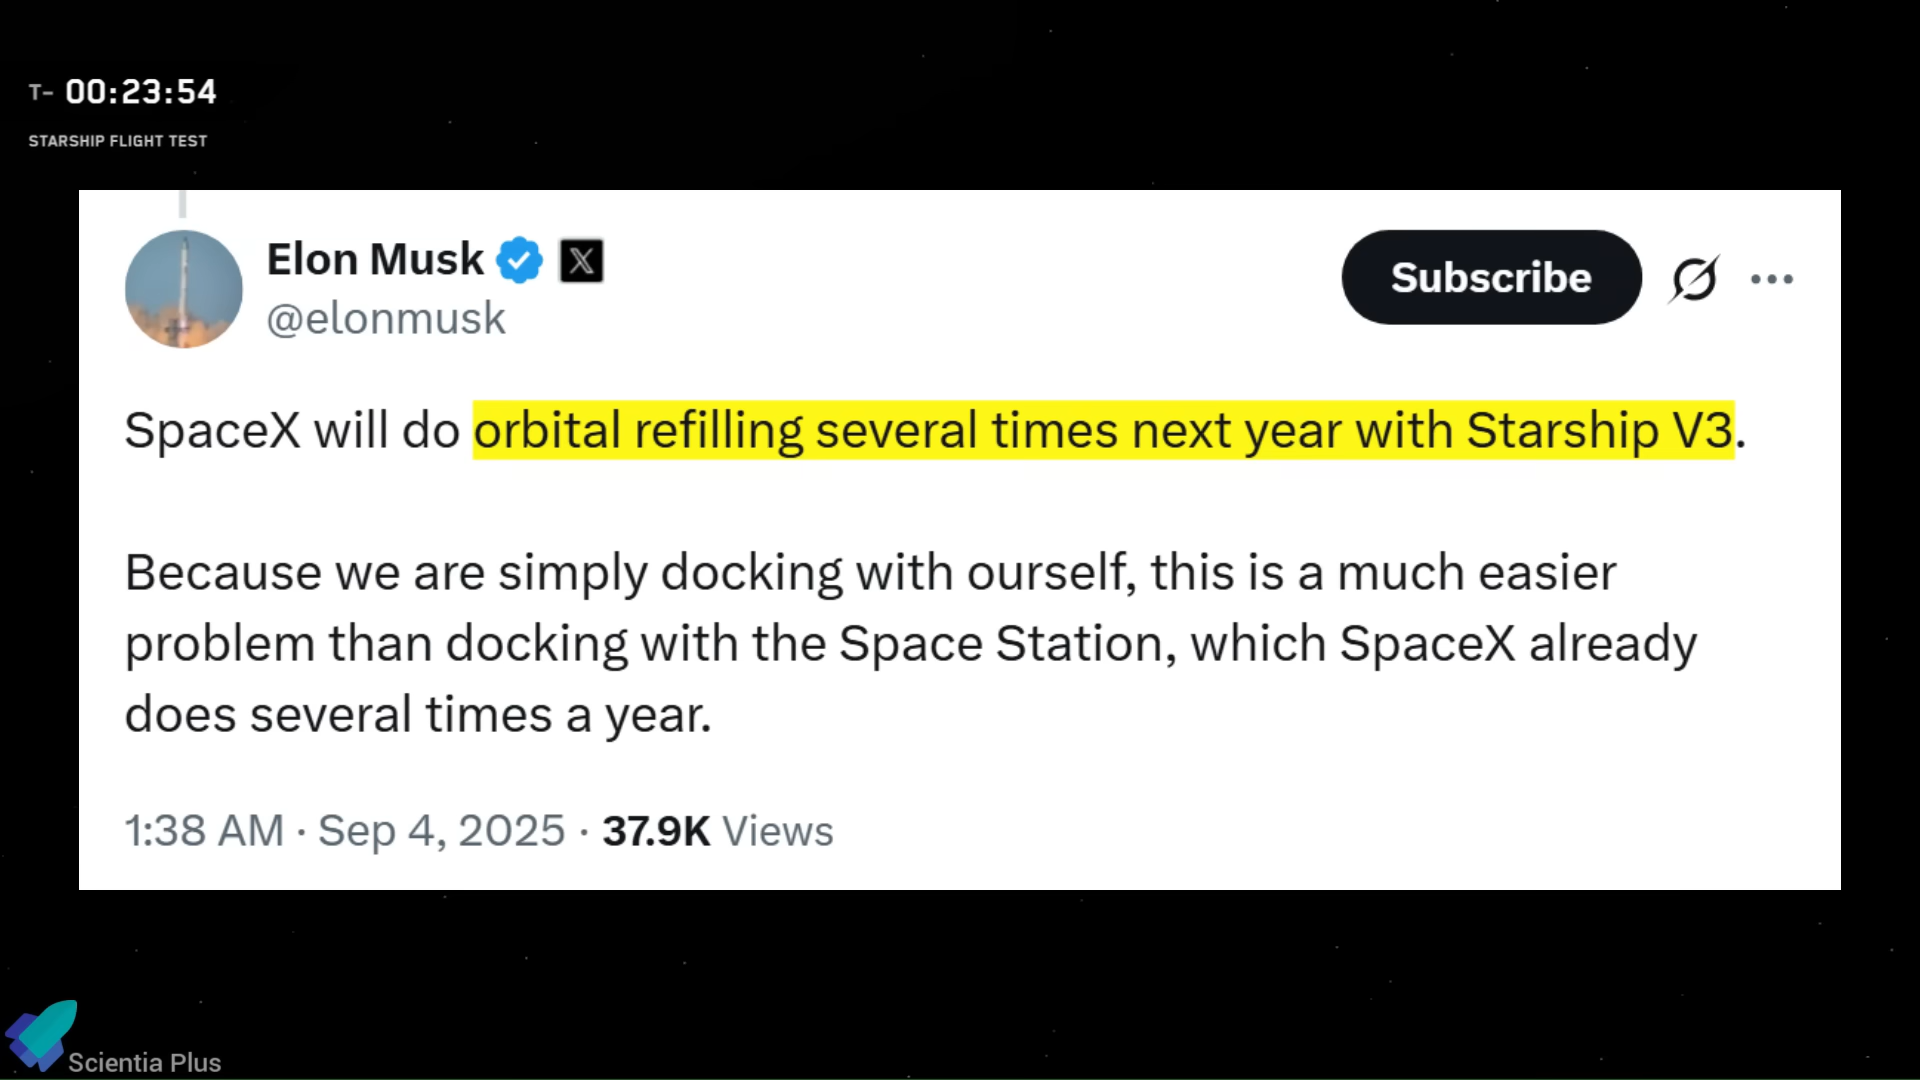 T- 00:23:54
STARSHIP FLIGHT TEST
Elon Musk
@elonmusk
Subscribe
SpaceX will do orbital refilling several times next year with Starship V3.
Because we are simply docking with ourself, this is a much easier
problem than docking with the Space Station, which SpaceX already
does several times a year.
1:38 AM · Sep 4, 2025 · 37.9K Views
Scientia Plus